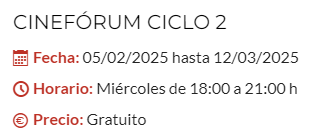 CINEFÓRUM CICLO 2
Fecha: 05/02/2025 hasta 12/03/2025
Horario: Miércoles de 18:00 a 21:00 h
Precio: Gratuito